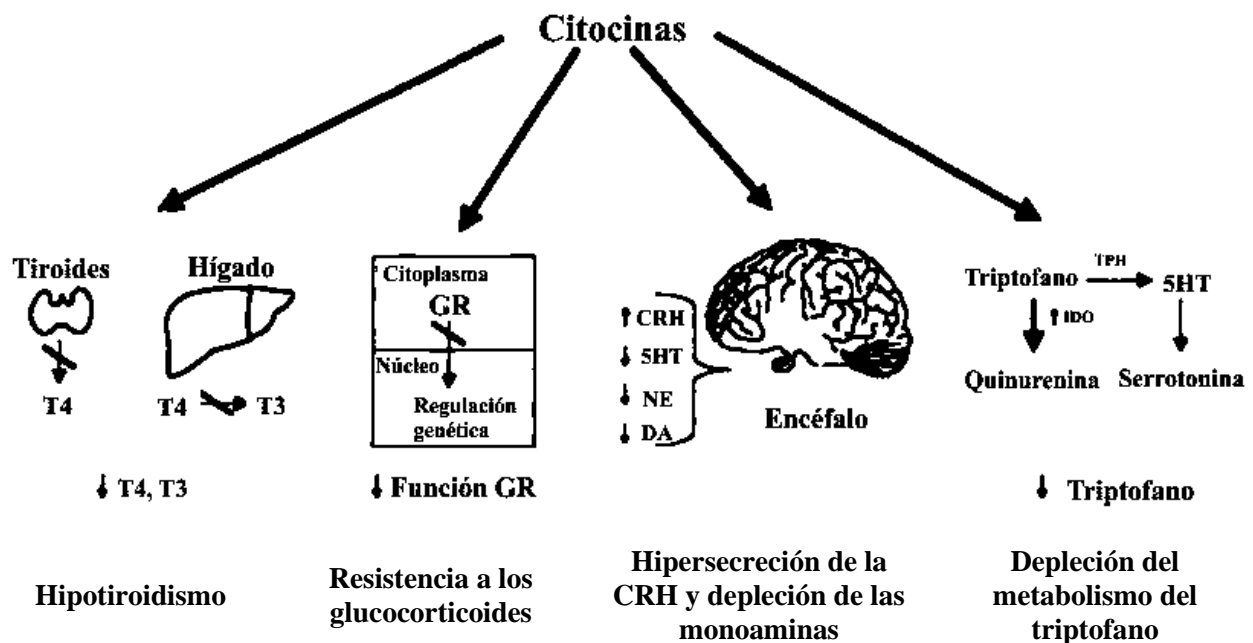 Citocinas
Tiroides
T4
Hígado
T4 T3
↓ T4, T3
Hipotiroidismo
Citoplasma
GR
Núcleo
Regulación
genética
↓ Función GR
Resistencia a los
glucocorticoides
↑ CRH
↓ 5HT
↓ NE
↓ DA
Encéfalo
Hipersecreción de la
CRH y depleción de las
monoaminas
Triptofano
TPH
5HT
↑ IDO
Quinurenina
Serrotonina
↓ Triptofano
Depleción del
metabolismo del
triptofano